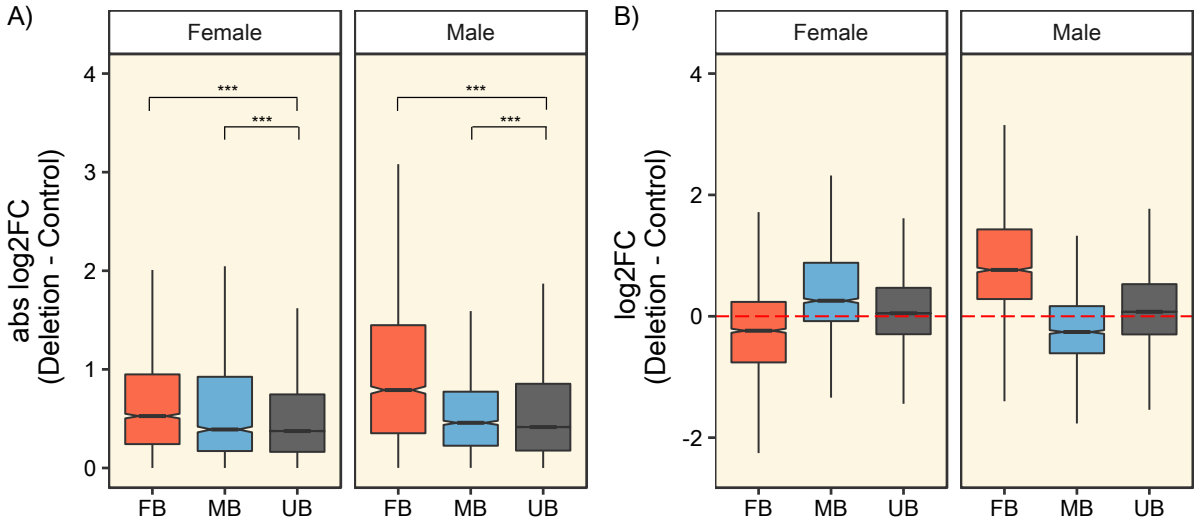 A)
Female
Male
abs log2FC
(Deletion - Control)
4
3
2
1
0
***
***
***
***
FB
MB
UB
FB
MB
UB
B)
Female
Male
log2FC
(Deletion - Control)
4
2
0
-2
FB
MB
UB
FB
MB
UB